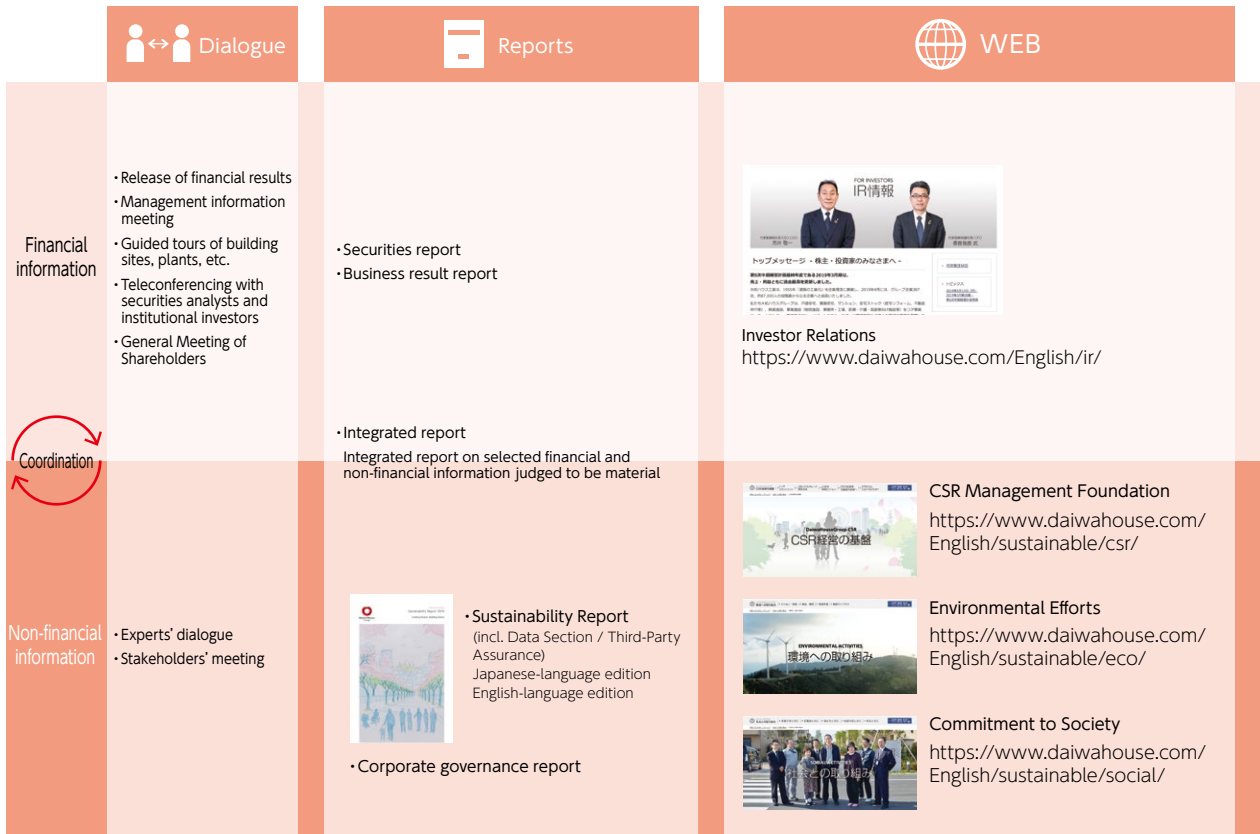 Dialogue
Reports
WEB
Financial
information
・Release of financial results
・Management information
meeting
・Guided tours of building
sites, plants, etc.
・Teleconferencing with
securities analysts and
institutional investors
・General Meeting of
Shareholders
・Securities report
・Business result report
FOR INVESTORS
IR情報
トップメッセージ - 株主・投資家のみなさまへ -
Investor Relations
https://www.daiwahouse.com/English/ir/
Coordination
・Integrated report
Integrated report on selected financial and
non-financial information judged to be material
Non-financial
information
・Experts' dialogue
・Stakeholders' meeting
・Sustainability Report
(incl. Data Section / Third-Party
Assurance)
Japanese-language edition
English-language edition
・Corporate governance report
DaiwaHouseGroup CSR
CSR経営の基盤
CSR Management Foundation
https://www.daiwahouse.com/
English/sustainable/csr/
ENVIRONMENTAL ACTIVITIES
環境への取り組み
Environmental Efforts
https://www.daiwahouse.com/
English/sustainable/eco/
社会との取り組み
Commitment to Society
https://www.daiwahouse.com/
English/sustainable/social/